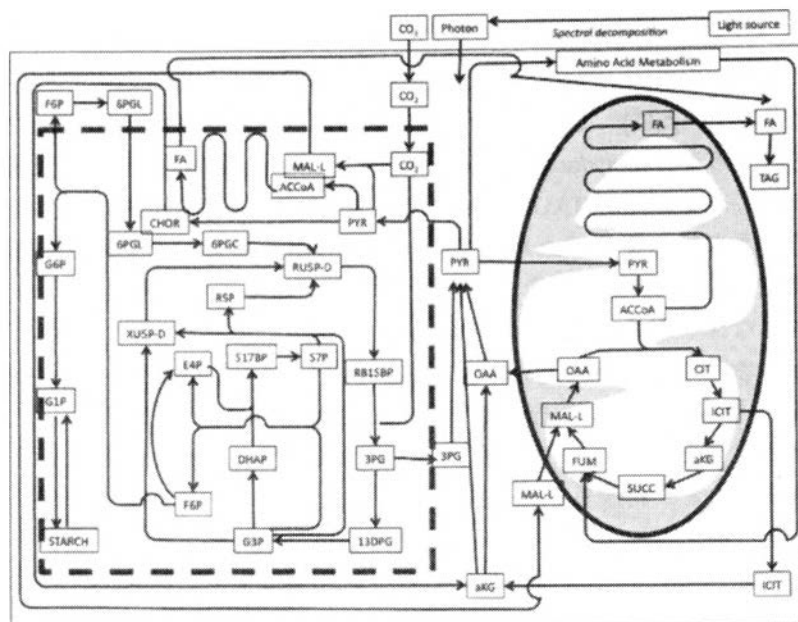 CO₂
Photon
Light source
Spectral decomposition
Amino Acid Metabolism
F6P
6PGL
CO₂
FA
FA
FA
MAL-L
CO₂
ACCoA
TAG
CHOR
PYR
6PGL
6PGC
G6P
RUSP-D
PYR
PYR
R5P
ACCoA
XUSP-D
S17BP
S7P
E4P
RB15BP
OAA
OAA
CIT
G1P
MAL-L
ICIT
DHAP
3PG
3PG
FUM
aKG
F6P
MAL-L
SUCC
STARCH
G3P
13DPG
aKG
ICIT